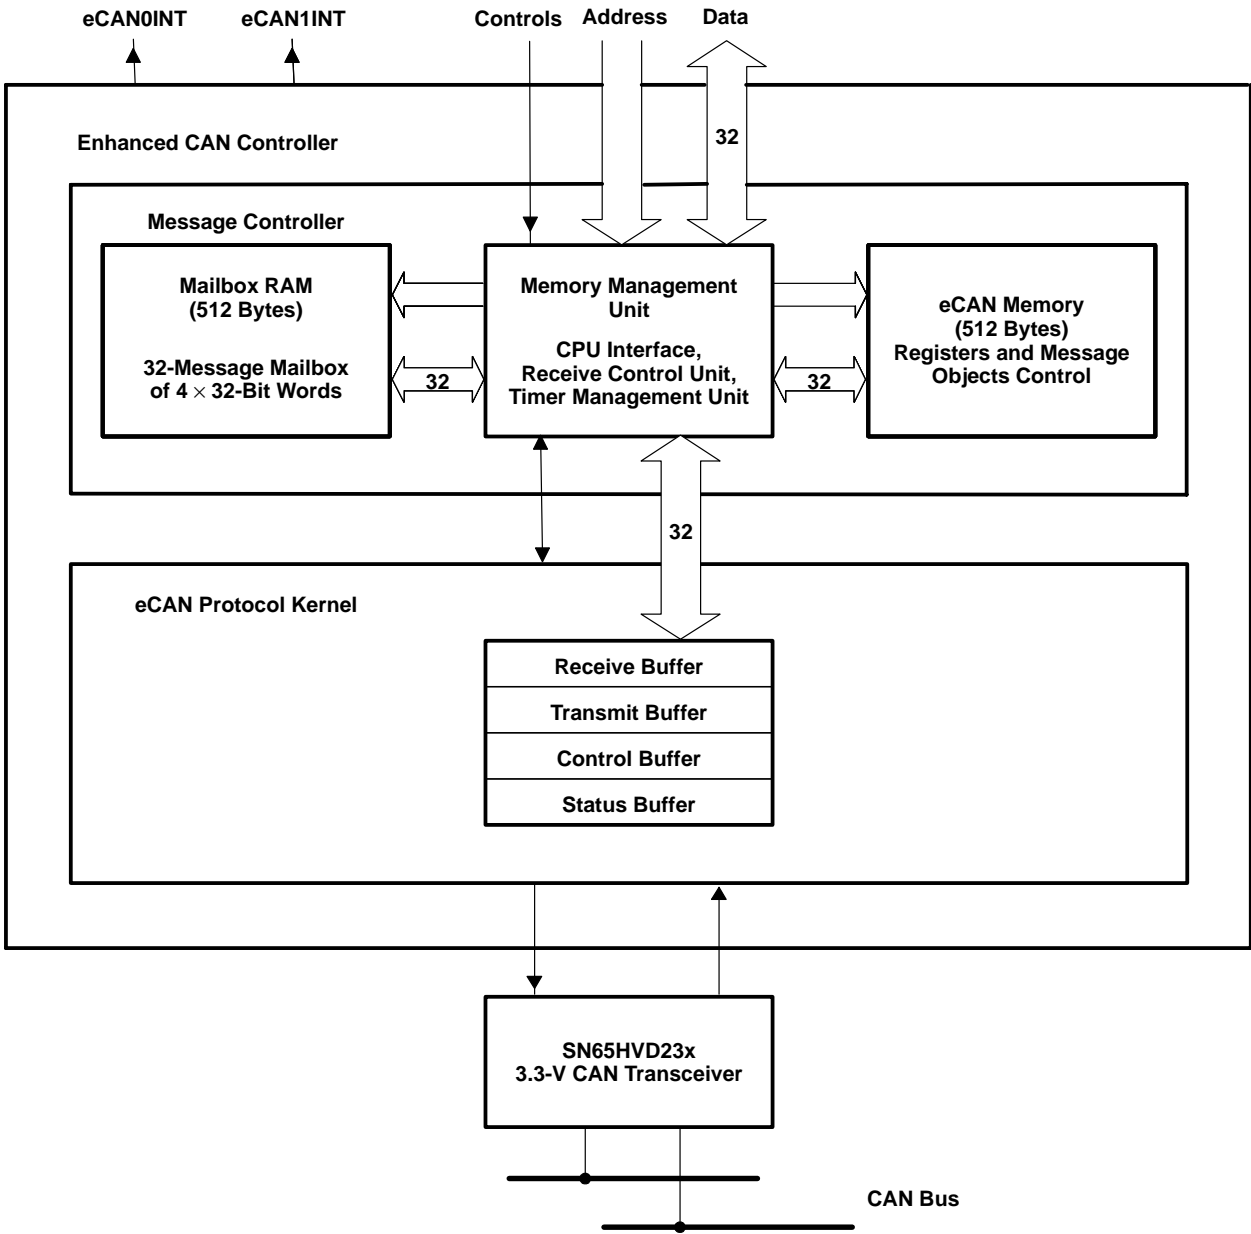 eCAN0INT
eCAN1INT
Controls
Address
Data
32
Enhanced CAN Controller
Message Controller
Mailbox RAM
(512 Bytes)
32-Message Mailbox
of 4 × 32-Bit Words
32
Memory Management
Unit
CPU Interface,
Receive Control Unit,
Timer Management Unit
32
eCAN Memory
(512 Bytes)
Registers and Message
Objects Control
32
eCAN Protocol Kernel
Receive Buffer
Transmit Buffer
Control Buffer
Status Buffer
SN65HVD23x
3.3-V CAN Transceiver
CAN Bus